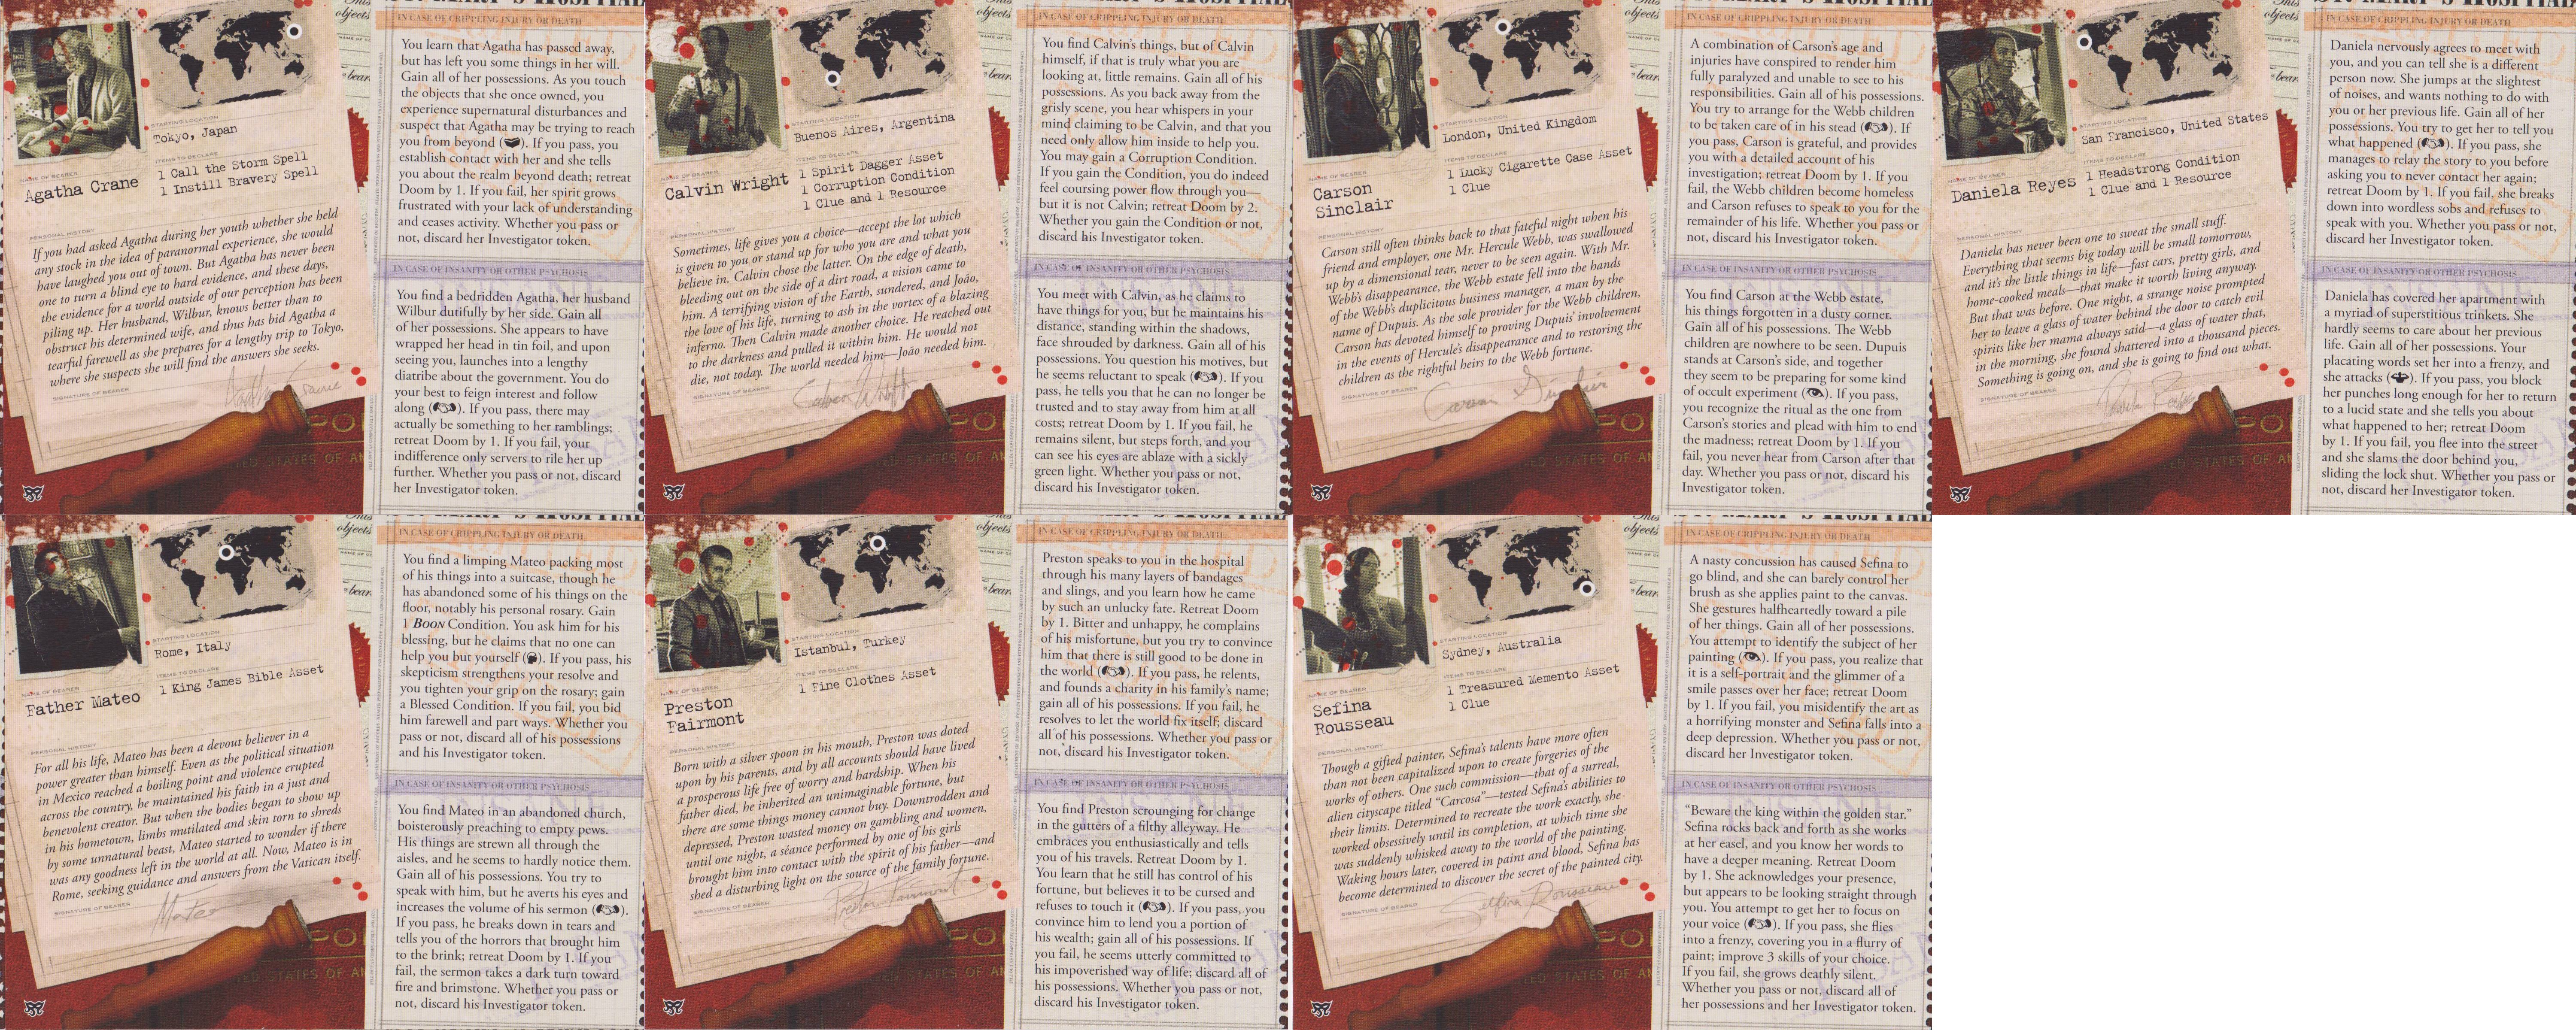 Tokyo, Japan
STARTING LOCATION
ITEMS TO DECLARE
1 Call the Storm Spell
1 Instill Bravery Spell
NAME OF BEARER
Agatha Crane
PERSONAL HISTORY
If you had asked Agatha during her youth whether she held
any stock in the idea of paranormal experience, she would
have laughed you out of town. But Agatha has never been
one to turn a blind eye to hard evidence, and these days,
the evidence for a world outside of our perception has been
piling up. Her husband, Wilbur, knows better than to
obstruct his determined wife, and thus has bid Agatha a
tearful farewell as she prepares for a lengthy trip to Tokyo,
where she suspects she will find the answers she seeks.
SIGNATURE OF BEARER
IN CASE OF CRIPPLING INJURY OR DEATH
You learn that Agatha has passed away,
but has left you some things in her will.
Gain all of her possessions. As you touch
the objects that she once owned, you
experience supernatural disturbances and
suspect that Agatha may be trying to reach
you from beyond (). If you pass, you
establish contact with her and she tells
you about the realm beyond death; retreat
Doom by 1. If you fail, her spirit grows
frustrated with your lack of understanding
and ceases activity. Whether you pass or
not, discard her Investigator token.
IN CASE OF INSANITY OR OTHER PSYCHOSIS
You find a bedridden Agatha, her husband
Wilbur dutifully by her side. Gain all
of her possessions. She appears to have
wrapped her head in tin foil, and upon
seeing you, launches into a lengthy
diatribe about the government. You do
your best to feign interest and follow
along (). If you pass, there may
actually be something to her ramblings;
retreat Doom by 1. If you fail, your
indifference only servers to rile her up
further. Whether you pass or not, discard
her Investigator token.
STARTING LOCATION
Buenos Aires, Argentina
ITEMS TO DECLARE
1 Spirit Dagger Asset
1 Corruption Condition
1 Clue and 1 Resource
NAME OF BEARER
Calvin Wright
PERSONAL HISTORY
Sometimes, life gives you a choice—accept the lot which
is given to you or stand up for who you are and what you
believe in. Calvin chose the latter. On the edge of death,
bleeding out on the side of a dirt road, a vision came to
him. A terrifying vision of the Earth, sundered, and João,
the love of his life, turning to ash in the vortex of a blazing
inferno. Then Calvin made another choice. He reached out
to the darkness and pulled it within him. He would not
die, not today. The world needed him—João needed him.
SIGNATURE OF BEARER
Calvin Wright
IN CASE OF CRIPPLING INJURY OR DEATH
You find Calvin's things, but of Calvin
himself, if that is truly what you are
looking at, little remains. Gain all of his
possessions. As you back away from the
grisly scene, you hear whispers in your
mind claiming to be Calvin, and that you
need only allow him inside to help you.
You may gain a Corruption Condition.
If you gain the Condition, you do indeed
feel coursing power flow through you—
but it is not Calvin; retreat Doom by 2.
Whether you gain the Condition or not,
discard his Investigator token.
IN CASE OF INSANITY OR OTHER PSYCHOSIS
You meet with Calvin, as he claims to
have things for you, but he maintains his
distance, standing within the shadows,
face shrouded by darkness. Gain all of his
possessions. You question his motives, but
he seems reluctant to speak (). If you
pass, he tells you that he can no longer be
trusted and to stay away from him at all
costs; retreat Doom by 1. If you fail, he
remains silent, but steps forth, and you
can see his eyes are ablaze with a sickly
green light. Whether you pass or not,
discard his Investigator token.
STARTING LOCATION
London, United Kingdom
ITEMS TO DECLARE
1 Lucky Cigarette Case Asset
1 Clue
NAME OF BEARER
Carson
Sinclair
PERSONAL HISTORY
Carson still often thinks back to that fateful night when his
friend and employer, one Mr. Hercule Webb, was swallowed
up by a dimensional tear, never to be seen again. With Mr.
Webb's disappearance, the Webb estate fell into the hands
of the Webb's duplicitous business manager, a man by the
name of Dupuis. As the sole provider for the Webb children,
Carson has devoted himself to proving Dupuis' involvement
in the events of Hercule's disappearance and to restoring the
children as the rightful heirs to the Webb fortune.
SIGNATURE OF BEARER
Carson Sinclair
IN CASE OF CRIPPLING INJURY OR DEATH
A combination of Carson's age and
injuries have conspired to render him
fully paralyzed and unable to see to his
responsibilities. Gain all of his possessions.
You try to arrange for the Webb children
to be taken care of in his stead (). If
you pass, Carson is grateful, and provides
you with a detailed account of his
investigation; retreat Doom by 1. If you
fail, the Webb children become homeless
and Carson refuses to speak to you for the
remainder of his life. Whether you pass or
not, discard his Investigator token.
IN CASE OF INSANITY OR OTHER PSYCHOSIS
You find Carson at the Webb estate,
his things forgotten in a dusty corner.
Gain all of his possessions. The Webb
children are nowhere to be seen. Dupuis
stands at Carson's side, and together
they seem to be preparing for some kind
of occult experiment (). If you pass,
you recognize the ritual as the one from
Carson's stories and plead with him to end
the madness; retreat Doom by 1. If you
fail, you never hear from Carson after that
day. Whether you pass or not, discard his
Investigator token.
STARTING LOCATION
San Francisco, United States
ITEMS TO DECLARE
1 Headstrong Condition
1 Clue and 1 Resource
NAME OF BEARER
Daniela Reyes
PERSONAL HISTORY
Daniela has never been one to sweat the small stuff.
Everything that seems big today will be small tomorrow,
and it's the little things in life—fast cars, pretty girls, and
home-cooked meals—that make it worth living anyway.
But that was before. One night, a strange noise prompted
her to leave a glass of water behind the door to catch evil
spirits like her mama always said—a glass of water that,
in the morning, she found shattered into a thousand pieces.
Something is going on, and she is going to find out what.
SIGNATURE OF BEARER
IN CASE OF CRIPPLING INJURY OR DEATH
Daniela nervously agrees to meet with
you, and you can tell she is a different
person now. She jumps at the slightest
of noises, and wants nothing to do with
you or her previous life. Gain all of her
possessions. You try to get her to tell you
what happened (). If you pass, she
manages to relay the story to you before
asking you to never contact her again;
retreat Doom by 1. If you fail, she breaks
down into wordless sobs and refuses to
speak with you. Whether you pass or not,
discard her Investigator token.
IN CASE OF INSANITY OR OTHER PSYCHOSIS
Daniela has covered her apartment with
a myriad of superstitious trinkets. She
hardly seems to care about her previous
life. Gain all of her possessions. Your
placating words set her into a frenzy, and
she attacks (). If you pass, you block
her punches long enough for her to return
to a lucid state and she tells you about
what happened to her; retreat Doom
by 1. If you fail, you flee into the street
and she slams the door behind you,
sliding the lock shut. Whether you pass or
not, discard her Investigator token.
STARTING LOCATION
Rome, Italy
ITEMS TO DECLARE
1 King James Bible Asset
NAME OF BEARER
Father Mateo
PERSONAL HISTORY
For all his life, Mateo has been a devout believer in a
power greater than himself. Even as the political situation
in Mexico reached a boiling point and violence erupted
across the country, he maintained his faith in a just and
benevolent creator. But when the bodies began to show up
in his hometown, limbs mutilated and skin torn to shreds
by some unnatural beast, Mateo started to wonder if there
was any goodness left in the world at all. Now, Mateo is in
Rome, seeking guidance and answers from the Vatican itself.
SIGNATURE OF BEARER
Mateo
IN CASE OF CRIPPLING INJURY OR DEATH
You find a limping Mateo packing most
of his things into a suitcase, though he
has abandoned some of his things on the
floor, notably his personal rosary. Gain
1 BOON Condition. You ask him for his
blessing, but he claims that no one can
help you but yourself (). If you pass, his
skepticism strengthens your resolve and
you tighten your grip on the rosary; gain
a Blessed Condition. If you fail, you bid
him farewell and part ways. Whether you
pass or not, discard all of his possessions
and his Investigator token.
IN CASE OF INSANITY OR OTHER PSYCHOSIS
You find Mateo in an abandoned church,
boisterously preaching to empty pews.
His things are strewn all through the
aisles, and he seems to hardly notice them.
Gain all of his possessions. You try to
speak with him, but he averts his eyes and
increases the volume of his sermon ().
If you pass, he breaks down in tears and
tells you of the horrors that brought him
to the brink; retreat Doom by 1. If you
fail, the sermon takes a dark turn toward
fire and brimstone. Whether you pass or
not, discard his Investigator token.
STARTING LOCATION
Istanbul, Turkey
ITEMS TO DECLARE
1 Fine Clothes Asset
NAME OF BEARER
Preston
Fairmont
PERSONAL HISTORY
Born with a silver spoon in his mouth, Preston was doted
upon by his parents, and by all accounts should have lived
a prosperous life free of worry and hardship. When his
father died, he inherited an unimaginable fortune, but
there are some things money cannot buy. Downtrodden and
depressed, Preston wasted money on gambling and women,
until one night, a séance performed by one of his girls
brought him into contact with the spirit of his father—and
shed a disturbing light on the source of the family fortune.
SIGNATURE OF BEARER
Preston Fairmont
IN CASE OF CRIPPLING INJURY OR DEATH
Preston speaks to you in the hospital
through his many layers of bandages
and slings, and you learn how he came
by such an unlucky fate. Retreat Doom
by 1. Bitter and unhappy, he complains
of his misfortune, but you try to convince
him that there is still good to be done in
the world (). If you pass, he relents,
and founds a charity in his family's name;
gain all of his possessions. If you fail, he
resolves to let the world fix itself; discard
all of his possessions. Whether you pass or
not, discard his Investigator token.
IN CASE OF INSANITY OR OTHER PSYCHOSIS
You find Preston scrounging for change
in the gutters of a filthy alleyway. He
embraces you enthusiastically and tells
you of his travels. Retreat Doom by 1.
You learn that he still has control of his
fortune, but believes it to be cursed and
refuses to touch it (). If you pass, you
convince him to lend you a portion of
his wealth; gain all of his possessions. If
you fail, he seems utterly committed to
his impoverished way of life; discard all of
his possessions. Whether you pass or not,
discard his Investigator token.
STARTING LOCATION
Sydney, Australia
ITEMS TO DECLARE
1 Treasured Memento Asset
1 Clue
NAME OF BEARER
Sefina
Rousseau
PERSONAL HISTORY
Though a gifted painter, Sefina's talents have more often
than not been capitalized upon to create forgeries of the
works of others. One such commission—that of a surreal,
alien cityscape titled “Carcosa”—tested Sefina's abilities to
their limits. Determined to recreate the work exactly, she
worked obsessively until its completion, at which time she
was suddenly whisked away to the world of the painting.
Waking hours later, covered in paint and blood, Sefina has
become determined to discover the secret of the painted city.
SIGNATURE OF BEARER
IN CASE OF CRIPPLING INJURY OR DEATH
A nasty concussion has caused Sefina to
go blind, and she can barely control her
brush as she applies paint to the canvas.
She gestures halfheartedly toward a pile
of her things. Gain all of her possessions.
You attempt to identify the subject of her
painting (). If you pass, you realize that
it is a self-portrait and the glimmer of a
smile passes over her face; retreat Doom
by 1. If you fail, you misidentify the art as
a horrifying monster and Sefina falls into a
deep depression. Whether you pass or not,
discard her Investigator token.
IN CASE OF INSANITY OR OTHER PSYCHOSIS
“Beware the king within the golden star.”
Sefina rocks back and forth as she works
at her easel, and you know her words to
have a deeper meaning. Retreat Doom
by 1. She acknowledges your presence,
but appears to be looking straight through
you. You attempt to get her to focus on
your voice (). If you pass, she flies
into a frenzy, covering you in a flurry of
paint; improve 3 skills of your choice.
If you fail, she grows deathly silent.
Whether you pass or not, discard all of
her possessions and her Investigator token.